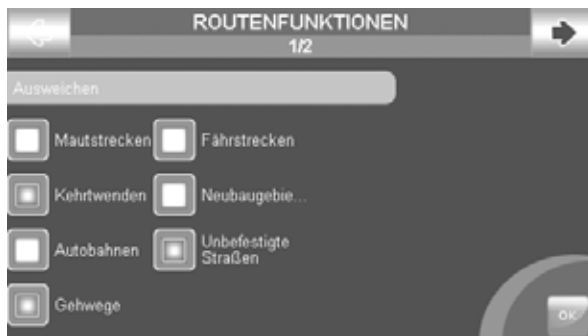 ROUTENFUNKTIONEN
1/2
Ausweichen
Mautstrecken Fährstrecken
Kehrtwenden Neubaugebie...
Autobahnen Unbefestigte
Straßen
Gehwege
OK